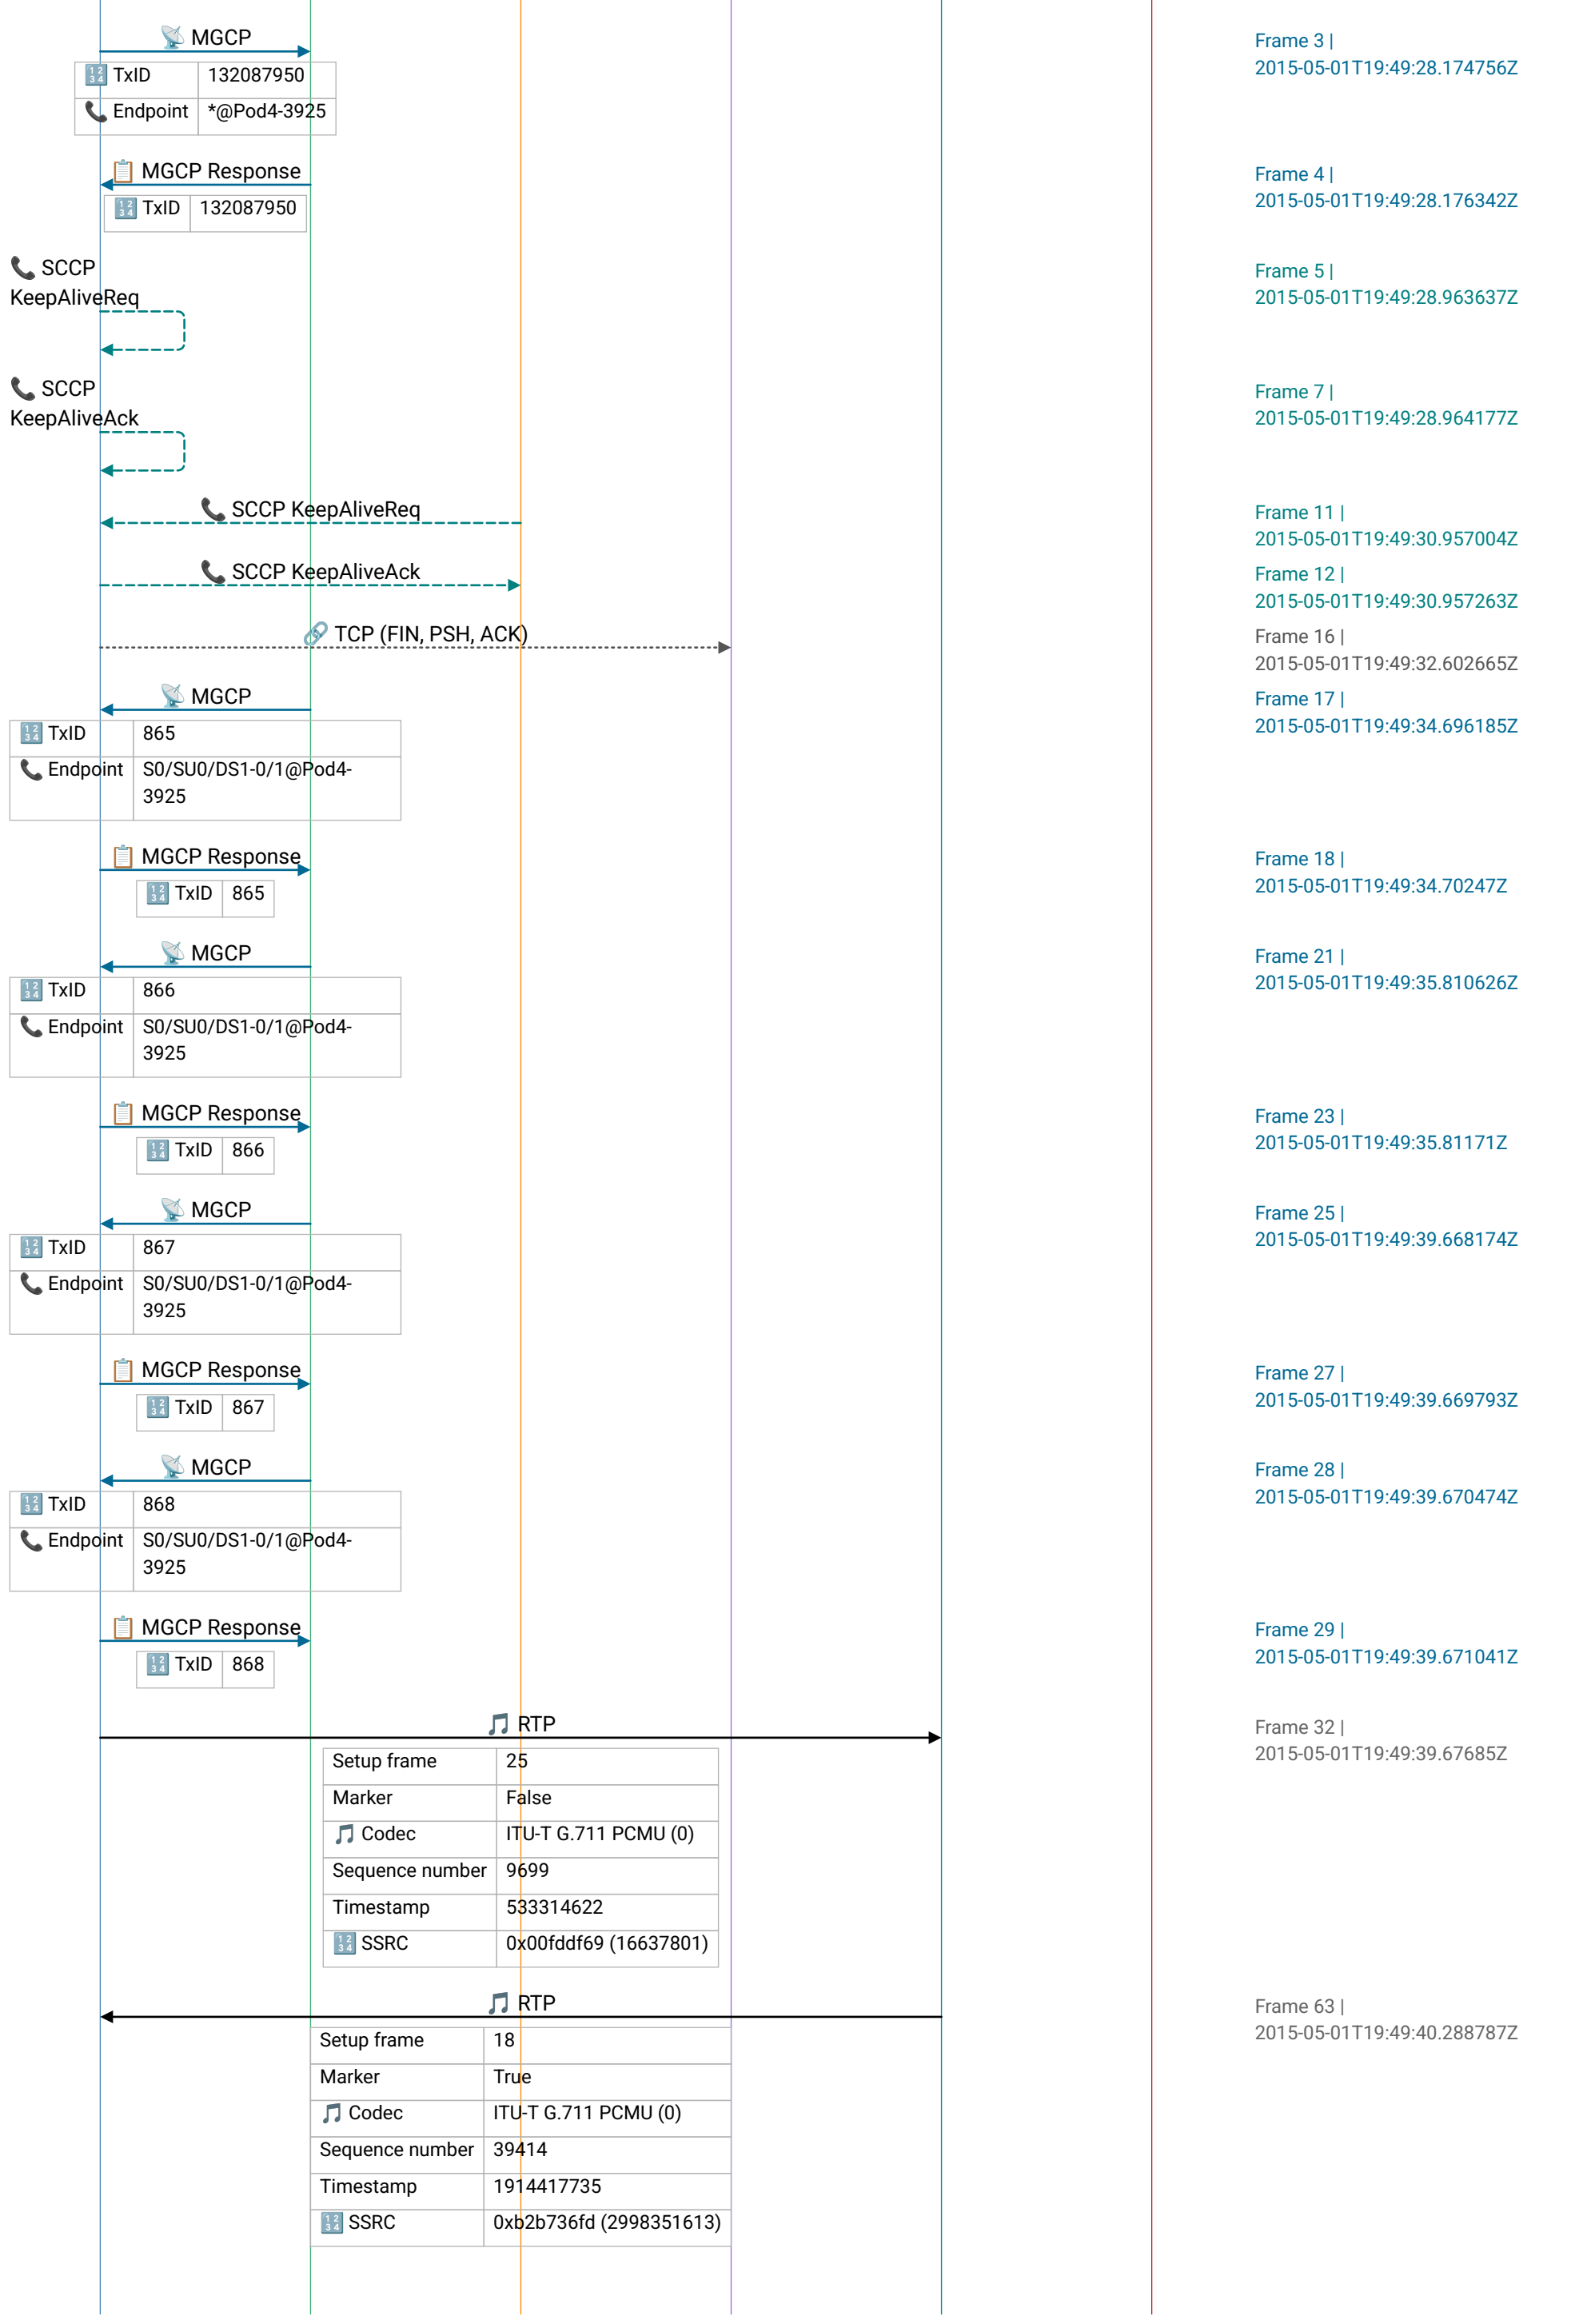 📡 MGCP
Frame 3 |
2015-05-01T19:49:28.174756Z
🔢 TxID 132087950
📞 Endpoint *@Pod4-3925
📋 MGCP Response
Frame 4 |
2015-05-01T19:49:28.176342Z
🔢 TxID 132087950
📞 SCCP
KeepAliveReq
Frame 5 |
2015-05-01T19:49:28.963637Z
📞 SCCP
KeepAliveAck
Frame 7 |
2015-05-01T19:49:28.964177Z
📞 SCCP KeepAliveReq
Frame 11 |
2015-05-01T19:49:30.957004Z
📞 SCCP KeepAliveAck
Frame 12 |
2015-05-01T19:49:30.957263Z
🔗 TCP (FIN, PSH, ACK)
Frame 16 |
2015-05-01T19:49:32.602665Z
📡 MGCP
Frame 17 |
2015-05-01T19:49:34.696185Z
🔢 TxID 865
📞 Endpoint S0/SU0/DS1-0/1@Pod4-
3925
📋 MGCP Response
Frame 18 |
2015-05-01T19:49:34.70247Z
🔢 TxID 865
📡 MGCP
Frame 21 |
2015-05-01T19:49:35.810626Z
🔢 TxID 866
📞 Endpoint S0/SU0/DS1-0/1@Pod4-
3925
📋 MGCP Response
Frame 23 |
2015-05-01T19:49:35.81171Z
🔢 TxID 866
📡 MGCP
Frame 25 |
2015-05-01T19:49:39.668174Z
🔢 TxID 867
📞 Endpoint S0/SU0/DS1-0/1@Pod4-
3925
📋 MGCP Response
Frame 27 |
2015-05-01T19:49:39.669793Z
🔢 TxID 867
📡 MGCP
Frame 28 |
2015-05-01T19:49:39.670474Z
🔢 TxID 868
📞 Endpoint S0/SU0/DS1-0/1@Pod4-
3925
📋 MGCP Response
Frame 29 |
2015-05-01T19:49:39.671041Z
🔢 TxID 868
🎵 RTP
Frame 32 |
2015-05-01T19:49:39.67685Z
Setup frame 25
Marker False
🎵 Codec ITU-T G.711 PCMU (0)
Sequence number 9699
Timestamp 533314622
🔢 SSRC 0x00fddf69 (16637801)
🎵 RTP
Frame 63 |
2015-05-01T19:49:40.288787Z
Setup frame 18
Marker True
🎵 Codec ITU-T G.711 PCMU (0)
Sequence number 39414
Timestamp 1914417735
🔢 SSRC 0xb2b736fd (2998351613)